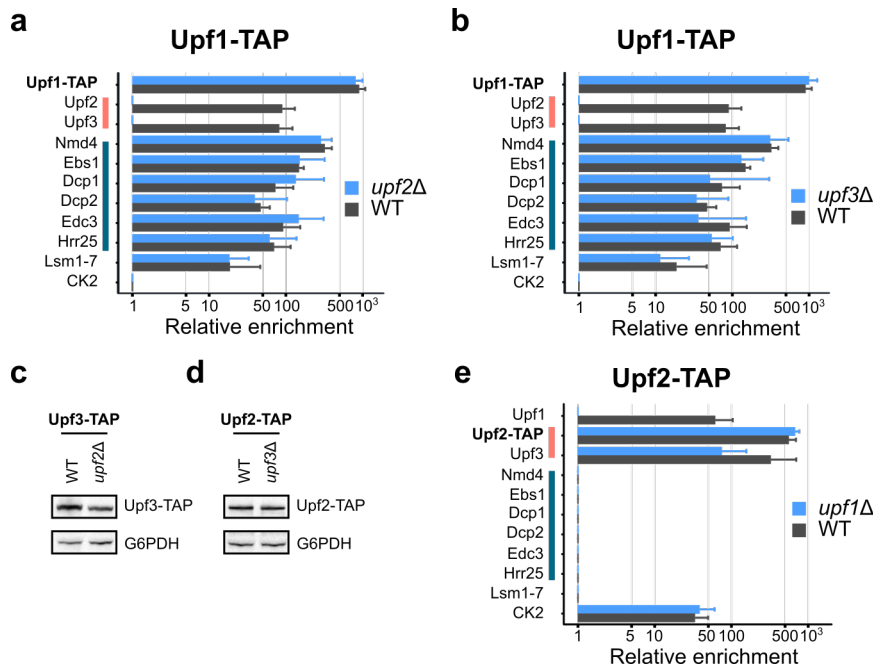 a
Upf1-TAP
Upf1-TAP
Upf2
Upf3
Nmd4
Ebs1
Dcp1
Dcp2
Edc3
Hrr25
Lsm1-7
CK2
upf2Δ
WT
1 5 10 50 100 500 10³
Relative enrichment
b
Upf1-TAP
Upf1-TAP
Upf2
Upf3
Nmd4
Ebs1
Dcp1
Dcp2
Edc3
Hrr25
Lsm1-7
CK2
upf3Δ
WT
1 5 10 50 100 500 10³
Relative enrichment
c
Upf3-TAP
WT upf2Δ
Upf3-TAP
G6PDH
d
Upf2-TAP
WT upf3Δ
Upf2-TAP
G6PDH
e
Upf2-TAP
Upf1
Upf2-TAP
Upf3
Nmd4
Ebs1
Dcp1
Dcp2
Edc3
Hrr25
Lsm1-7
CK2
upf1Δ
WT
1 5 10 50 100 500 10³
Relative enrichment